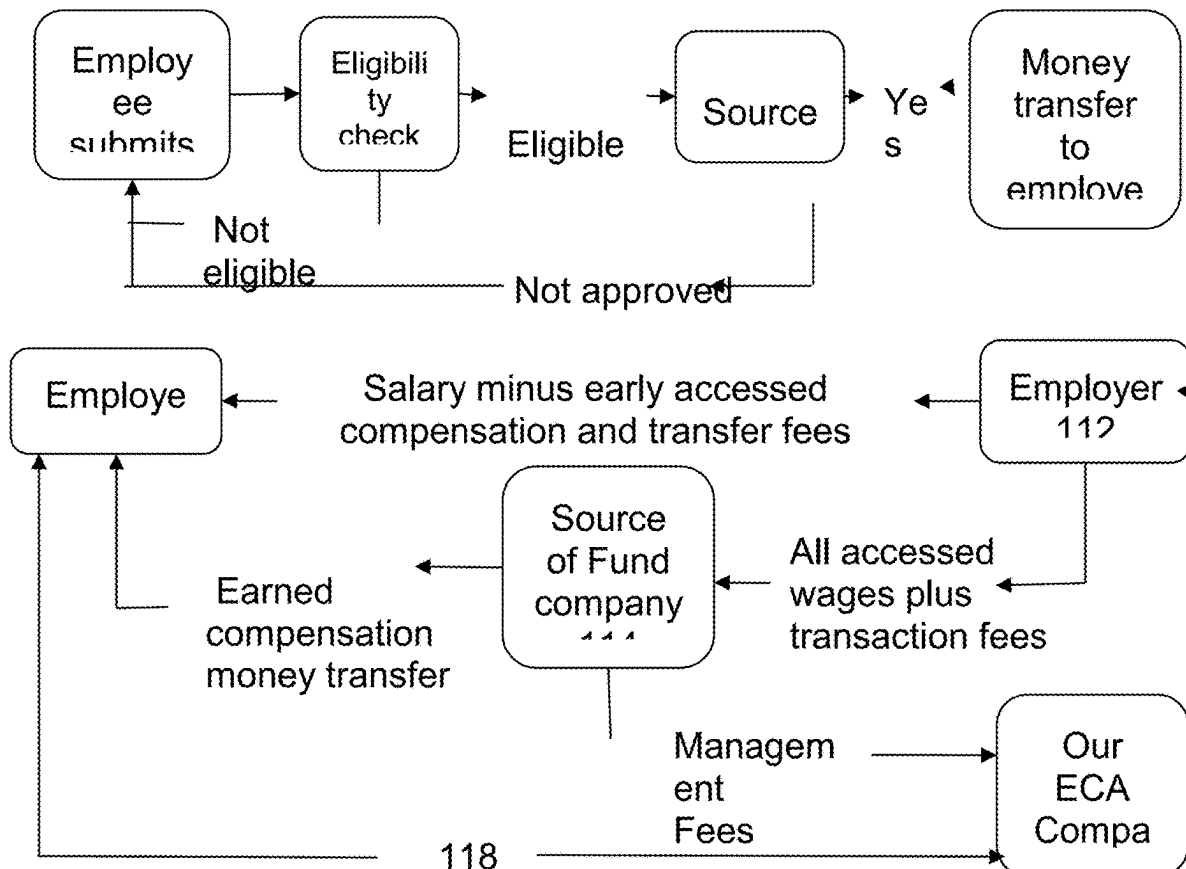 Employ
ee
submits
Eligibili
ty
check
Eligible
Source
Ye
s
Money
transfer
to
employe
Not
eligible
Not approved
Employe
Salary minus early accessed
compensation and transfer fees
Employer
112
Source
of Fund
company
All accessed
wages plus
transaction fees
Earned
compensation
money transfer
Managem
ent
Fees
Our
ECA
Compa
118